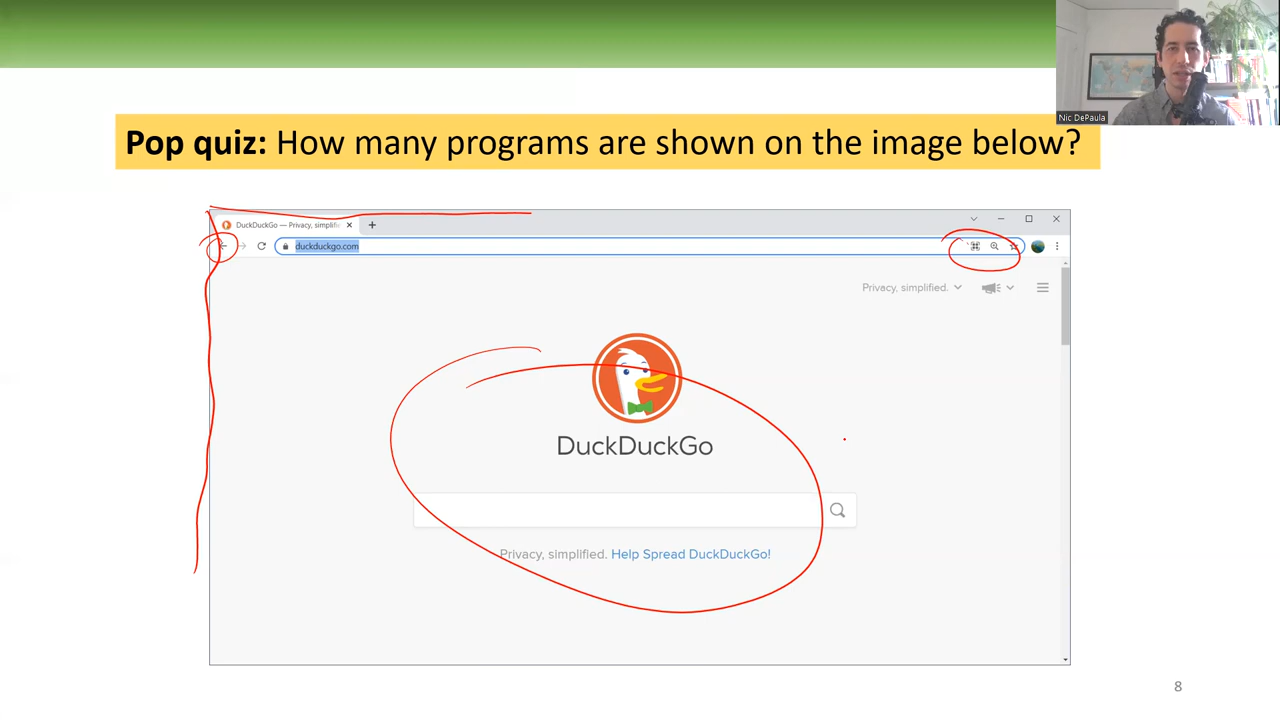 Nic DePaula
Pop quiz: How many programs are shown on the image below?
DuckDuckGo — Privacy, simplifi
duckduckgo.com
Privacy, simplified.
DuckDuckGo
Privacy, simplified. Help Spread DuckDuckGo!
8